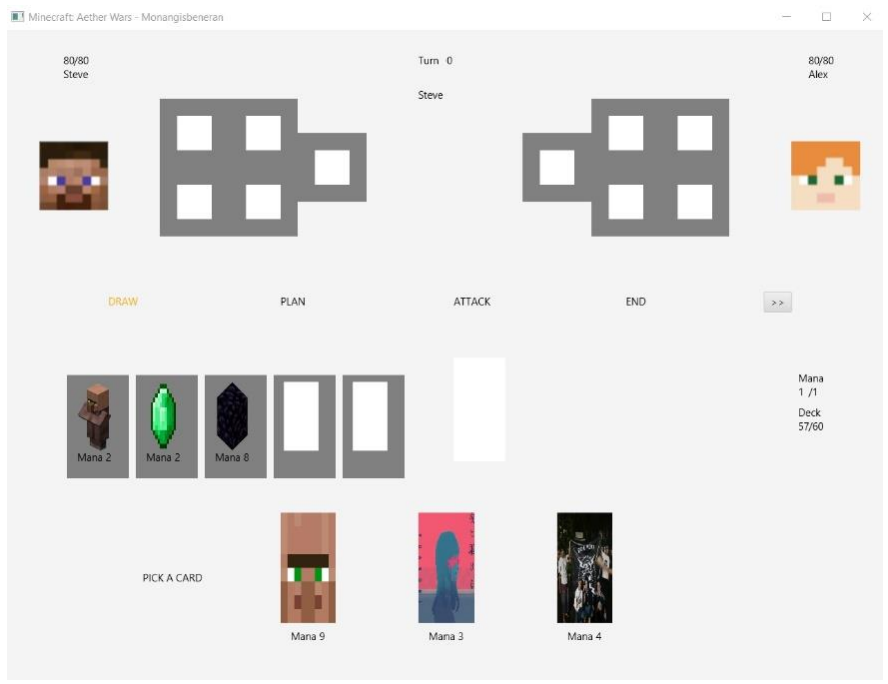 Minecraft: Aether Wars - Monangisbeneran
80/80
Steve
Turn 0
Steve
80/80
Alex
DRAW
PLAN
ATTACK
END
>>
Mana 2
Mana 2
Mana 8
Mana
1 /1
Deck
57/60
PICK A CARD
Mana 9
Mana 3
Mana 4